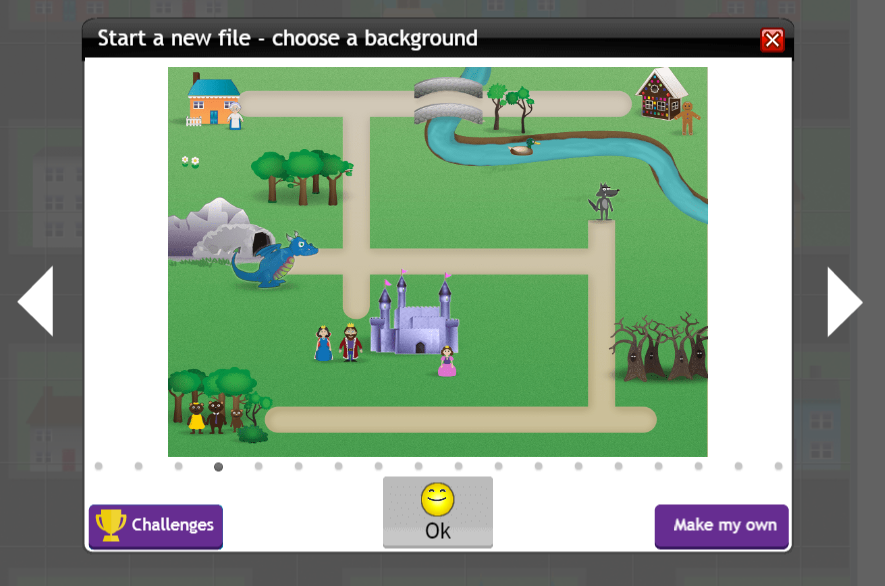 Start a new file - choose a background
Ok
Challenges
Make my own